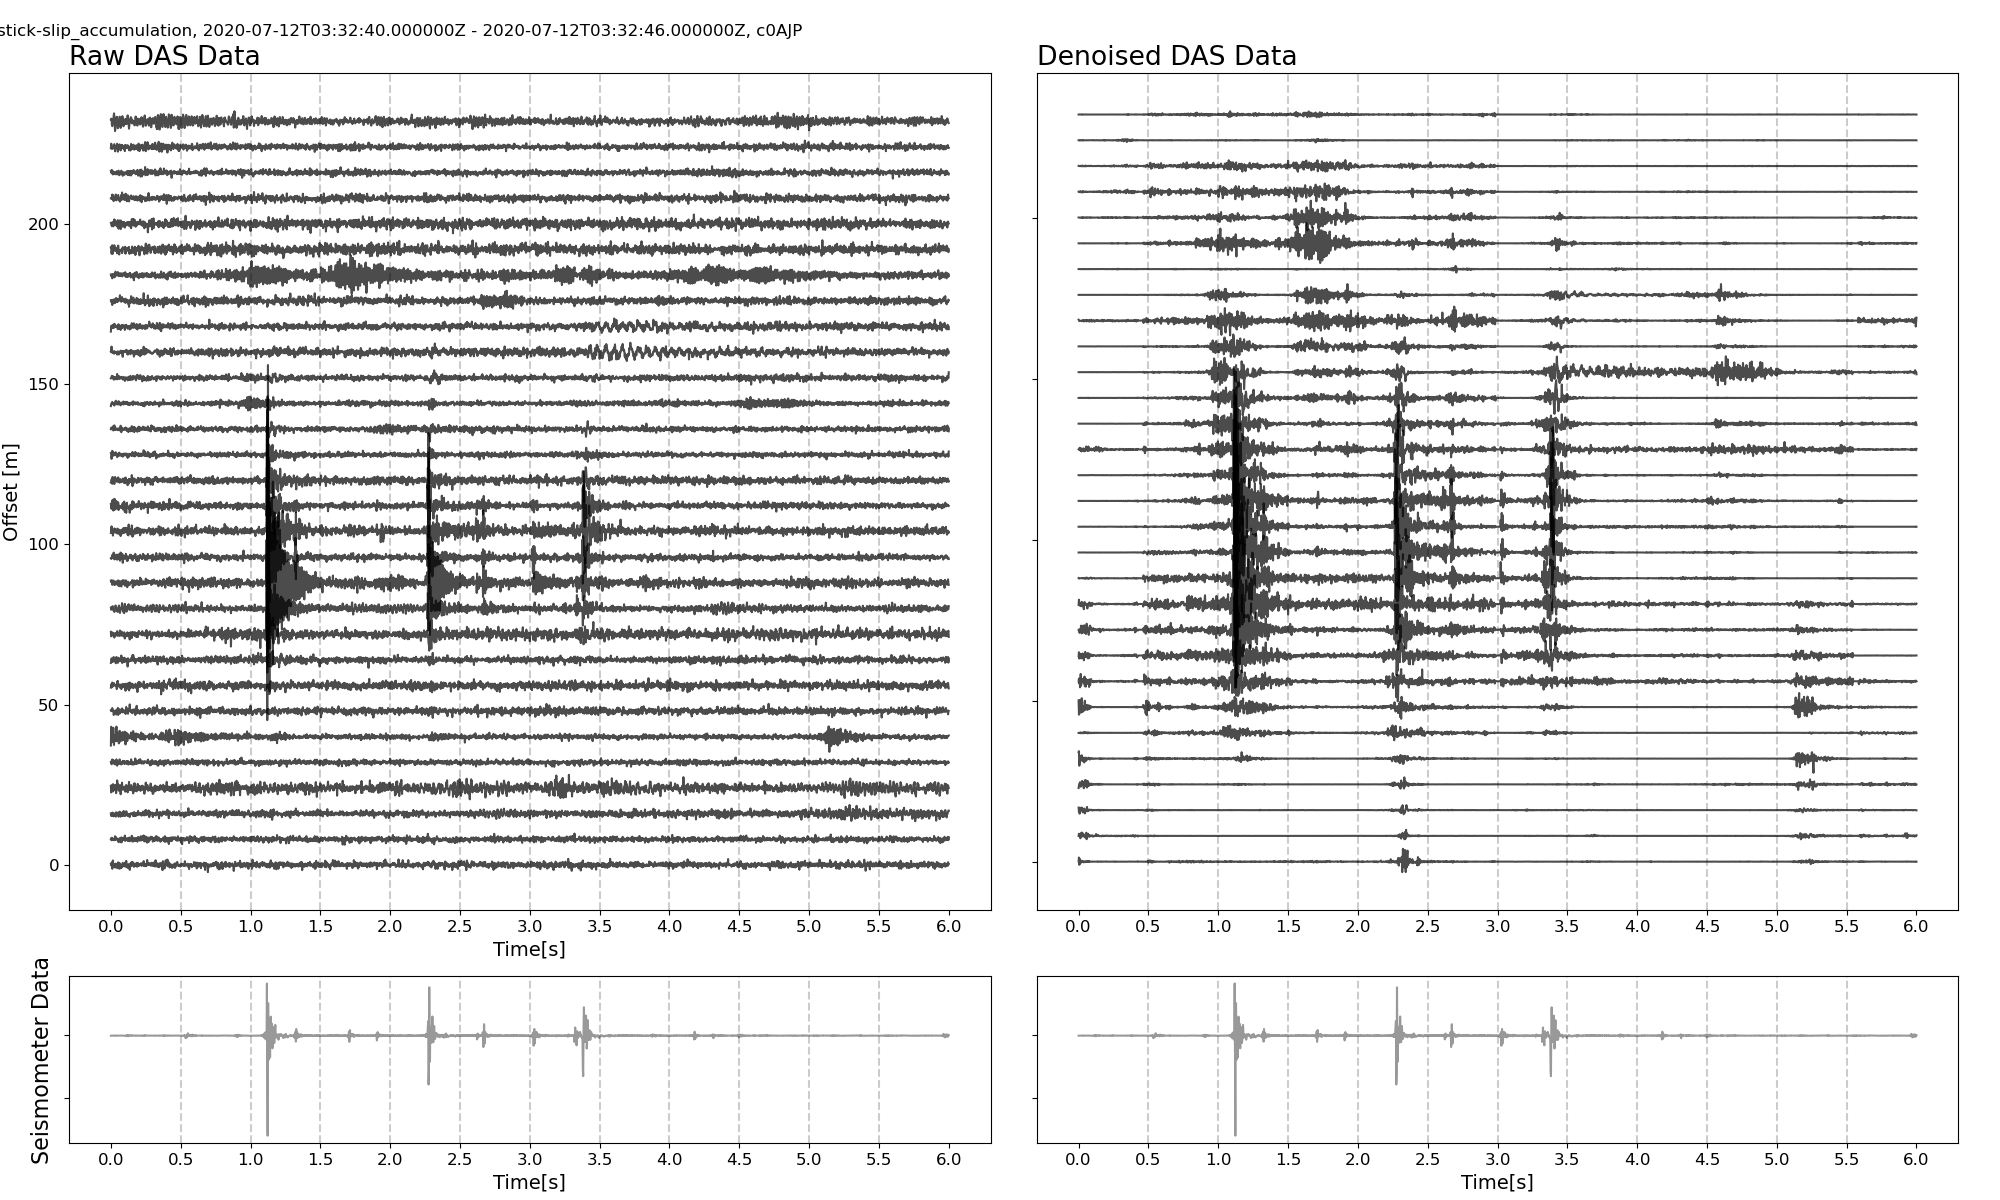 stick-slip_accumulation, 2020-07-12T03:32:40.000000Z - 2020-07-12T03:32:46.000000Z, c0AJP
Raw DAS Data
Denoised DAS Data
Offset [m]
200
150
100
50
0
0.0 0.5 1.0 1.5 2.0 2.5 3.0 3.5 4.0 4.5 5.0 5.5 6.0
Time[s]
0.0 0.5 1.0 1.5 2.0 2.5 3.0 3.5 4.0 4.5 5.0 5.5 6.0
Seismometer Data
0.0 0.5 1.0 1.5 2.0 2.5 3.0 3.5 4.0 4.5 5.0 5.5 6.0
Time[s]
0.0 0.5 1.0 1.5 2.0 2.5 3.0 3.5 4.0 4.5 5.0 5.5 6.0
Time[s]